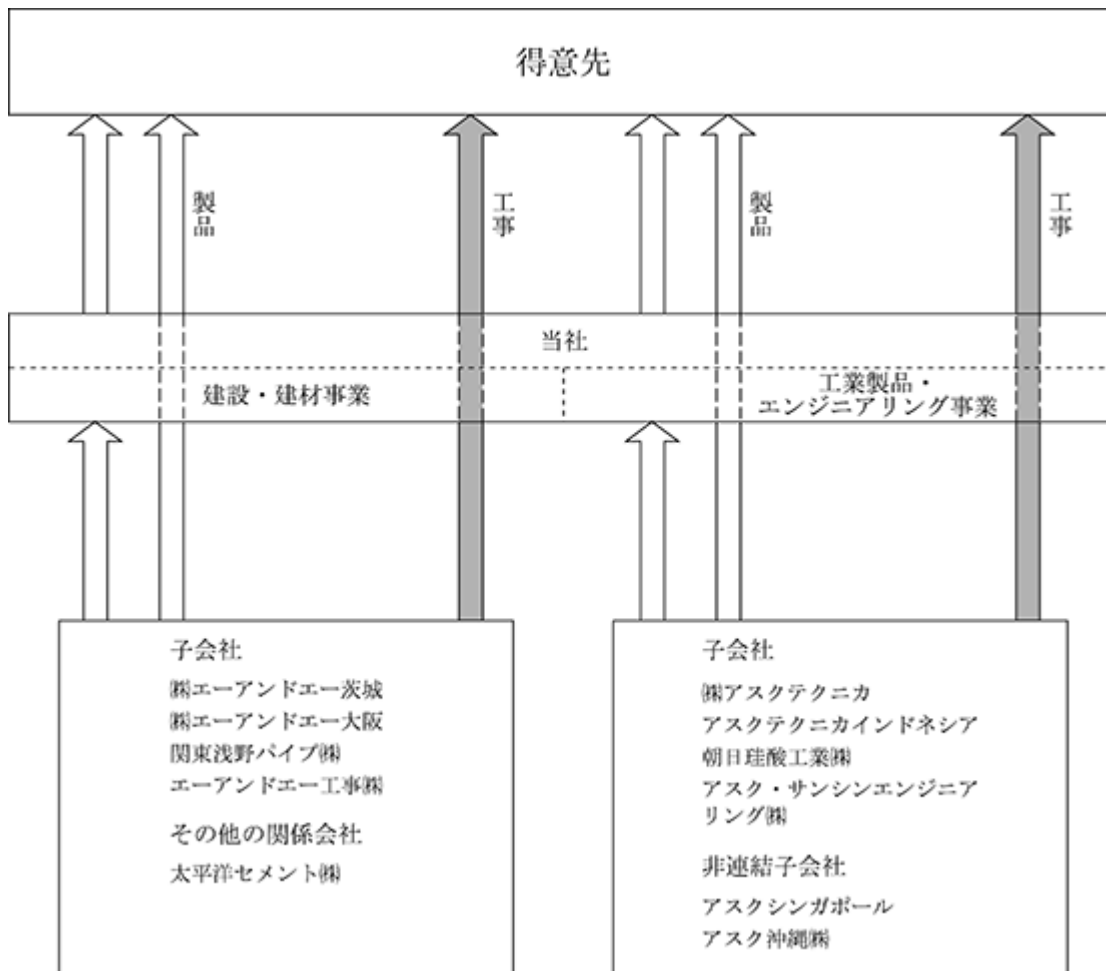 得意先
製品
工事
製品
工事
当社
建設・建材事業
工業製品・
エンジニアリング事業
子会社
㈱エーアンドエー茨城
㈱エーアンドエー大阪
関東浅野パイプ㈱
エーアンドエー工事㈱
その他の関係会社
太平洋セメント㈱
子会社
㈱アスクテクニカ
アスクテクニカインドネシア
朝日珪酸工業㈱
アスク・サンシンエンジニア
リング㈱
非連結子会社
アスクシンガポール
アスク沖縄㈱